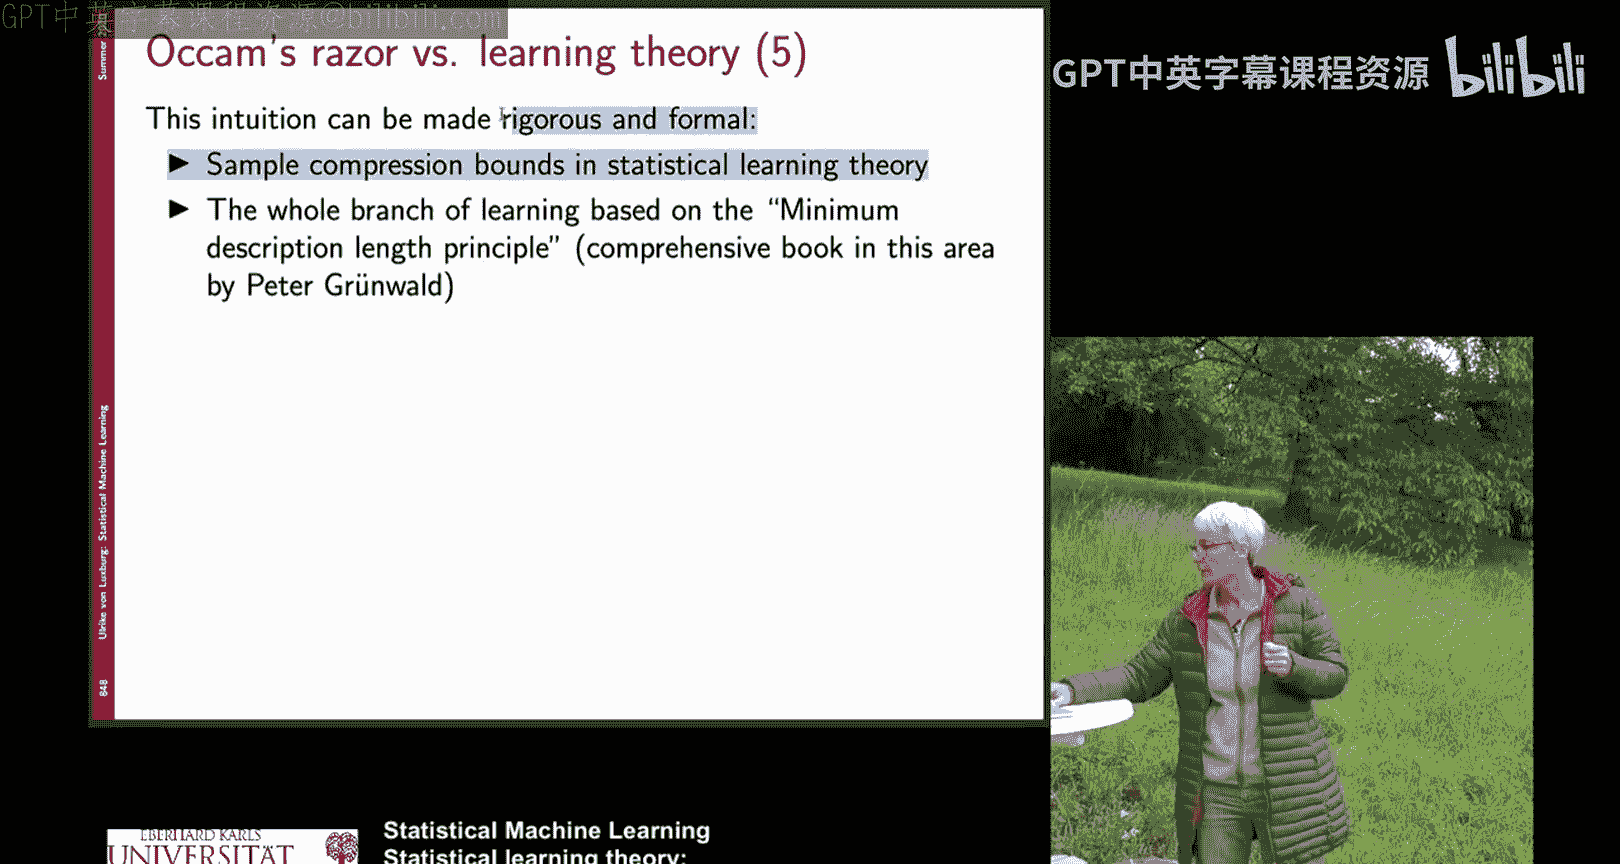 GPT中英字幕课程资源@bilibili.com
Occam's razor vs. learning theory (5)
This intuition can be made rigorous and formal:
► Sample compression bounds in statistical learning theory
► The whole branch of learning based on the “Minimum
description length principle” (comprehensive book in this area
by Peter Grünwald)
Ulrike von Luxburg: Statistical Machine Learning
848
GPT中英字幕课程资源 bilibili
EBERHARD KARLS
UNIVERSITÄT
Statistical Machine Learning
Statistical learning theory: